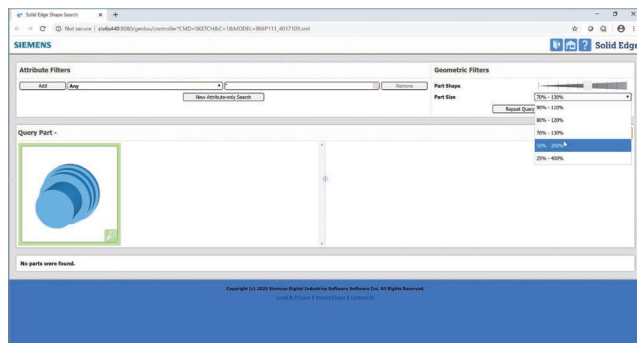 Solid Edge Shape Search
Not secure | civ6s440:8080/geolus/controller?CMD=SKETCH&C=1&MODEL=IRI6P111_4017109.xml
SIEMENS
Solid Edge
Attribute Filters
Geometric Filters
Add
Any
Remove
Part Shape
New Attribute-only Search
Part Size
70% - 130%
Repeat Query
90% - 110%
80% - 120%
70% - 130%
50% - 200%
25% - 400%
Query Part -
No parts were found.
Copyright (c) 2020 Siemens Digital Industries Software Software Inc. All Rights Reserved.